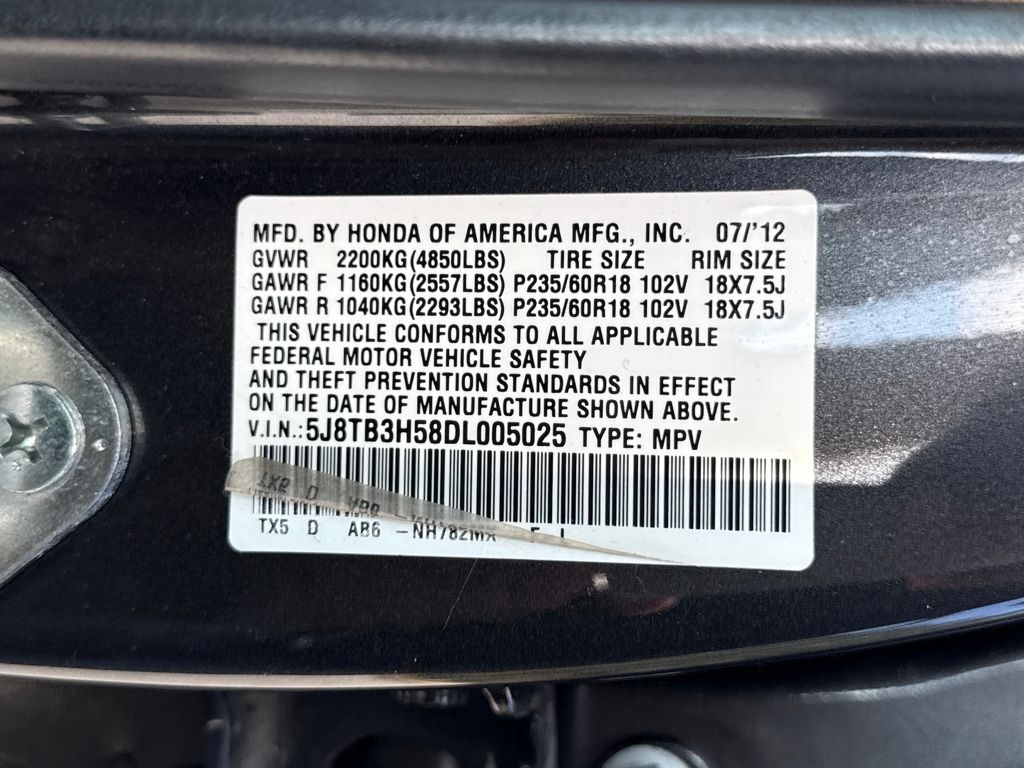 MFD. BY HONDA OF AMERICA MFG., INC. 07/'12
GVWR 2200KG(4850LBS) TIRE SIZE RIM SIZE
GAWR F 1160KG(2557LBS) P235/60R18 102V 18X7.5J
GAWR R 1040KG(2293LBS) P235/60R18 102V 18X7.5J
THIS VEHICLE CONFORMS TO ALL APPLICABLE
FEDERAL MOTOR VEHICLE SAFETY
AND THEFT PREVENTION STANDARDS IN EFFECT
ON THE DATE OF MANUFACTURE SHOWN ABOVE.
V.I.N.:5J8TB3H58DL005025 TYPE: MPV
TX5 D AB6 -NH782MX